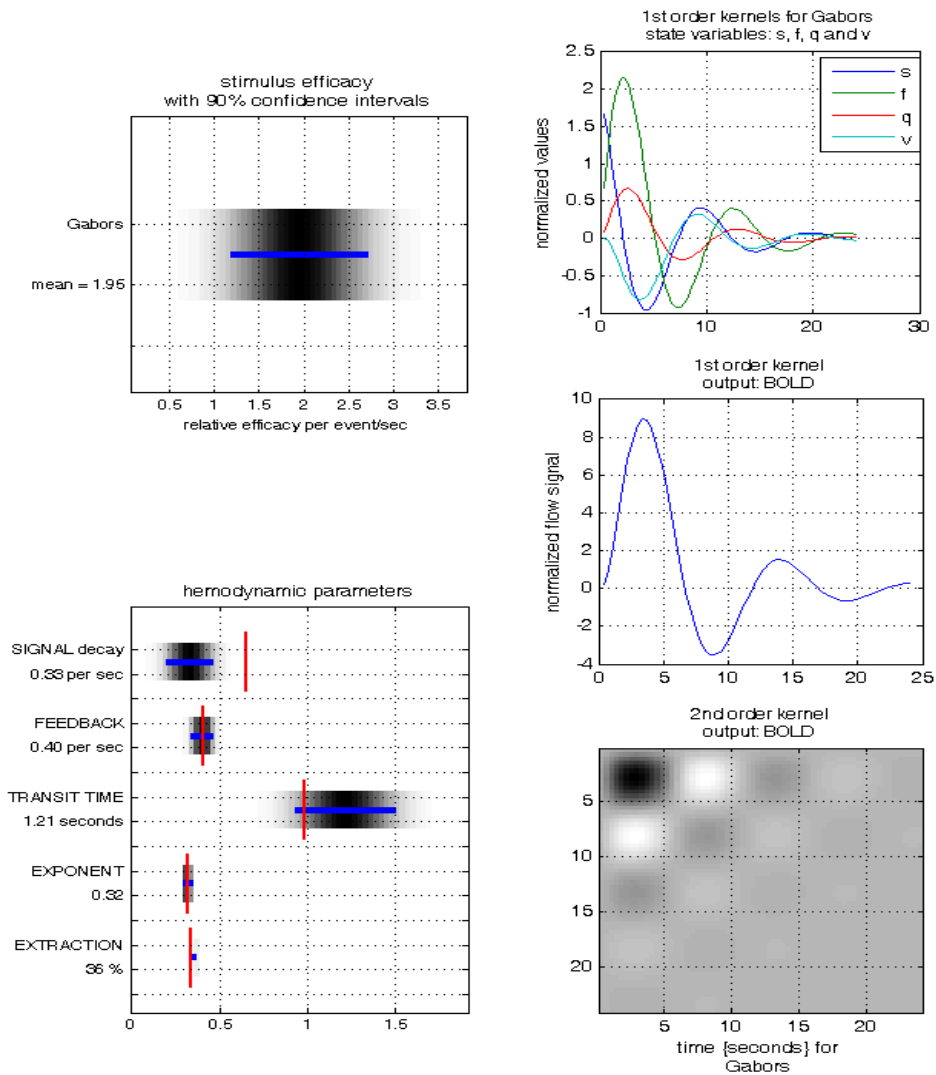 stimulus efficacy
with 90% confidence intervals
Gabors
mean = 1.95
0.5 1 1.5 2 2.5 3 3.5
relative efficacy per event/sec
1st order kernels for Gabors
state variables: s, f, q and v
normalized values
2.5
2
1.5
1
0.5
0
-0.5
-1
0 10 20 30
s
f
q
v
1st order kernel
output: BOLD
normalized flow signal
10
8
6
4
2
0
-2
-4
0 5 10 15 20 25
hemodynamic parameters
SIGNAL decay
0.33 per sec
FEEDBACK
0.40 per sec
TRANSIT TIME
1.21 seconds
EXPONENT
0.32
EXTRACTION
36 %
0 0.5 1 1.5
2nd order kernel
output: BOLD
5
10
15
20
5 10 15 20
time {seconds} for
Gabors